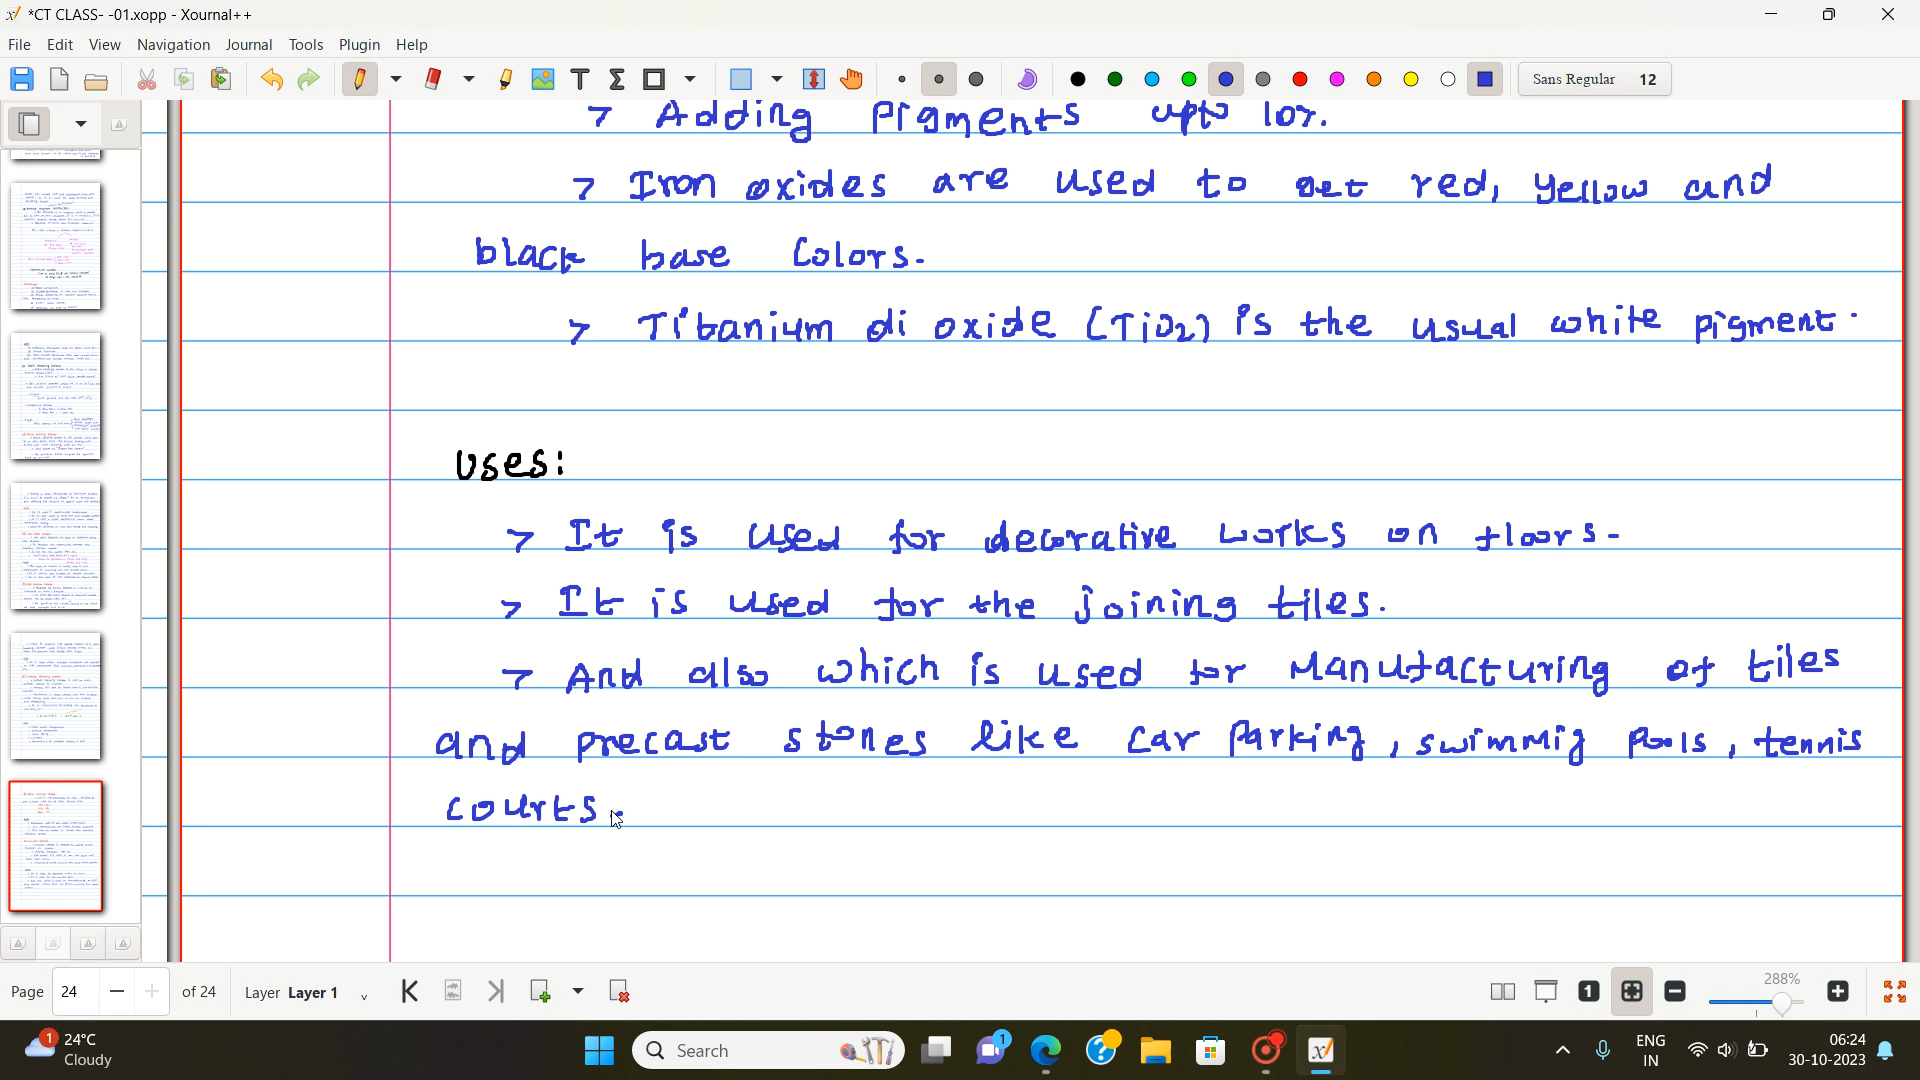 *CT CLASS- -01.xopp - Xournal++
File Edit View Navigation Journal Tools Plugin Help
Sans Regular 12
> Adding pigments upto 10%.
> Iron oxides are used to get red, yellow and
black base colors.
> Titanium di oxide (TiO2) is the usual white pigment.
Uses:
> It is used for decorative works on floors.
> It is used for the joining tiles.
> And also which is used for Manufacturing of tiles
and precast stones like car parking, swimmig pools, tennis
courts.
Page 24 of 24 Layer Layer 1 288%
24°C
Cloudy
Search
ENG
IN
06:24
30-10-2023